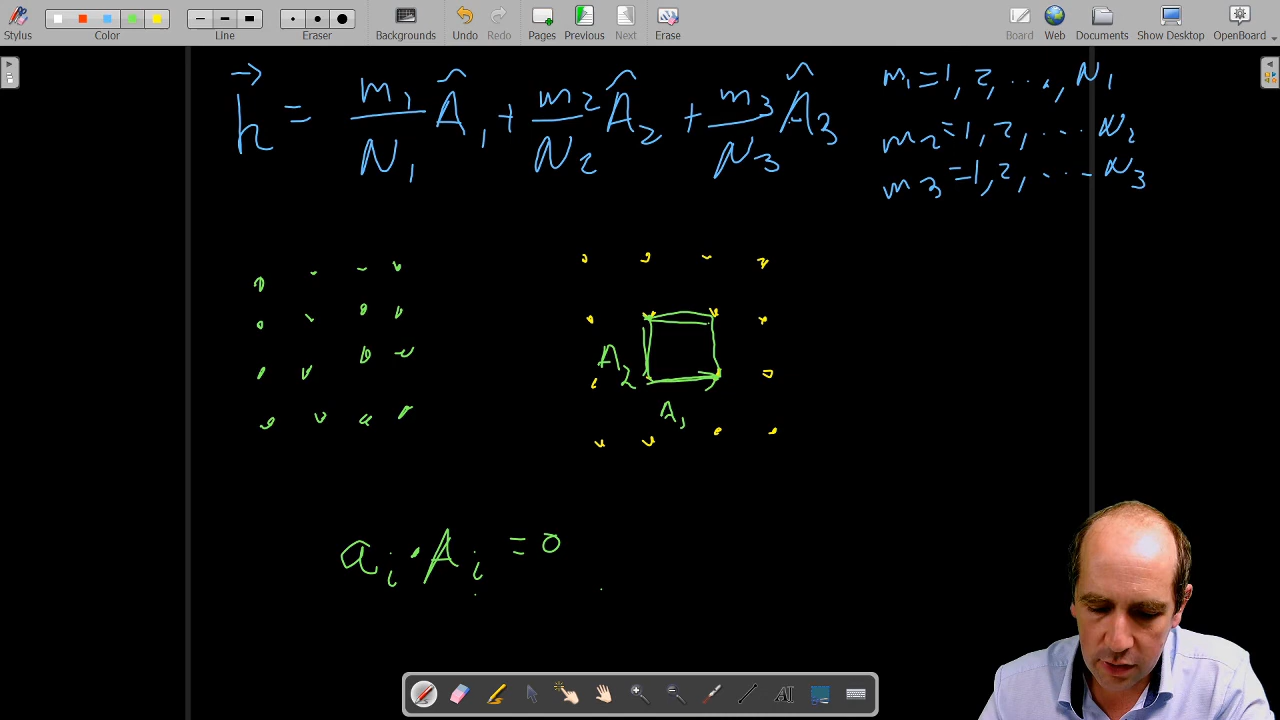 Stylus Color Line Eraser Backgrounds Undo Redo Pages Previous Next Erase Board Web Documents Show Desktop OpenBoard
h⃗ = m₁/N₁ Â₁ + m₂/N₂ Â₂ + m₃/N₃ Â₃
m₁ = 1, 2, ..., N₁
m₂ = 1, 2, ... N₂
m₃ = 1, 2, ... N₃
A₂
A₁
aᵢ · Aᵢ = 0
AI